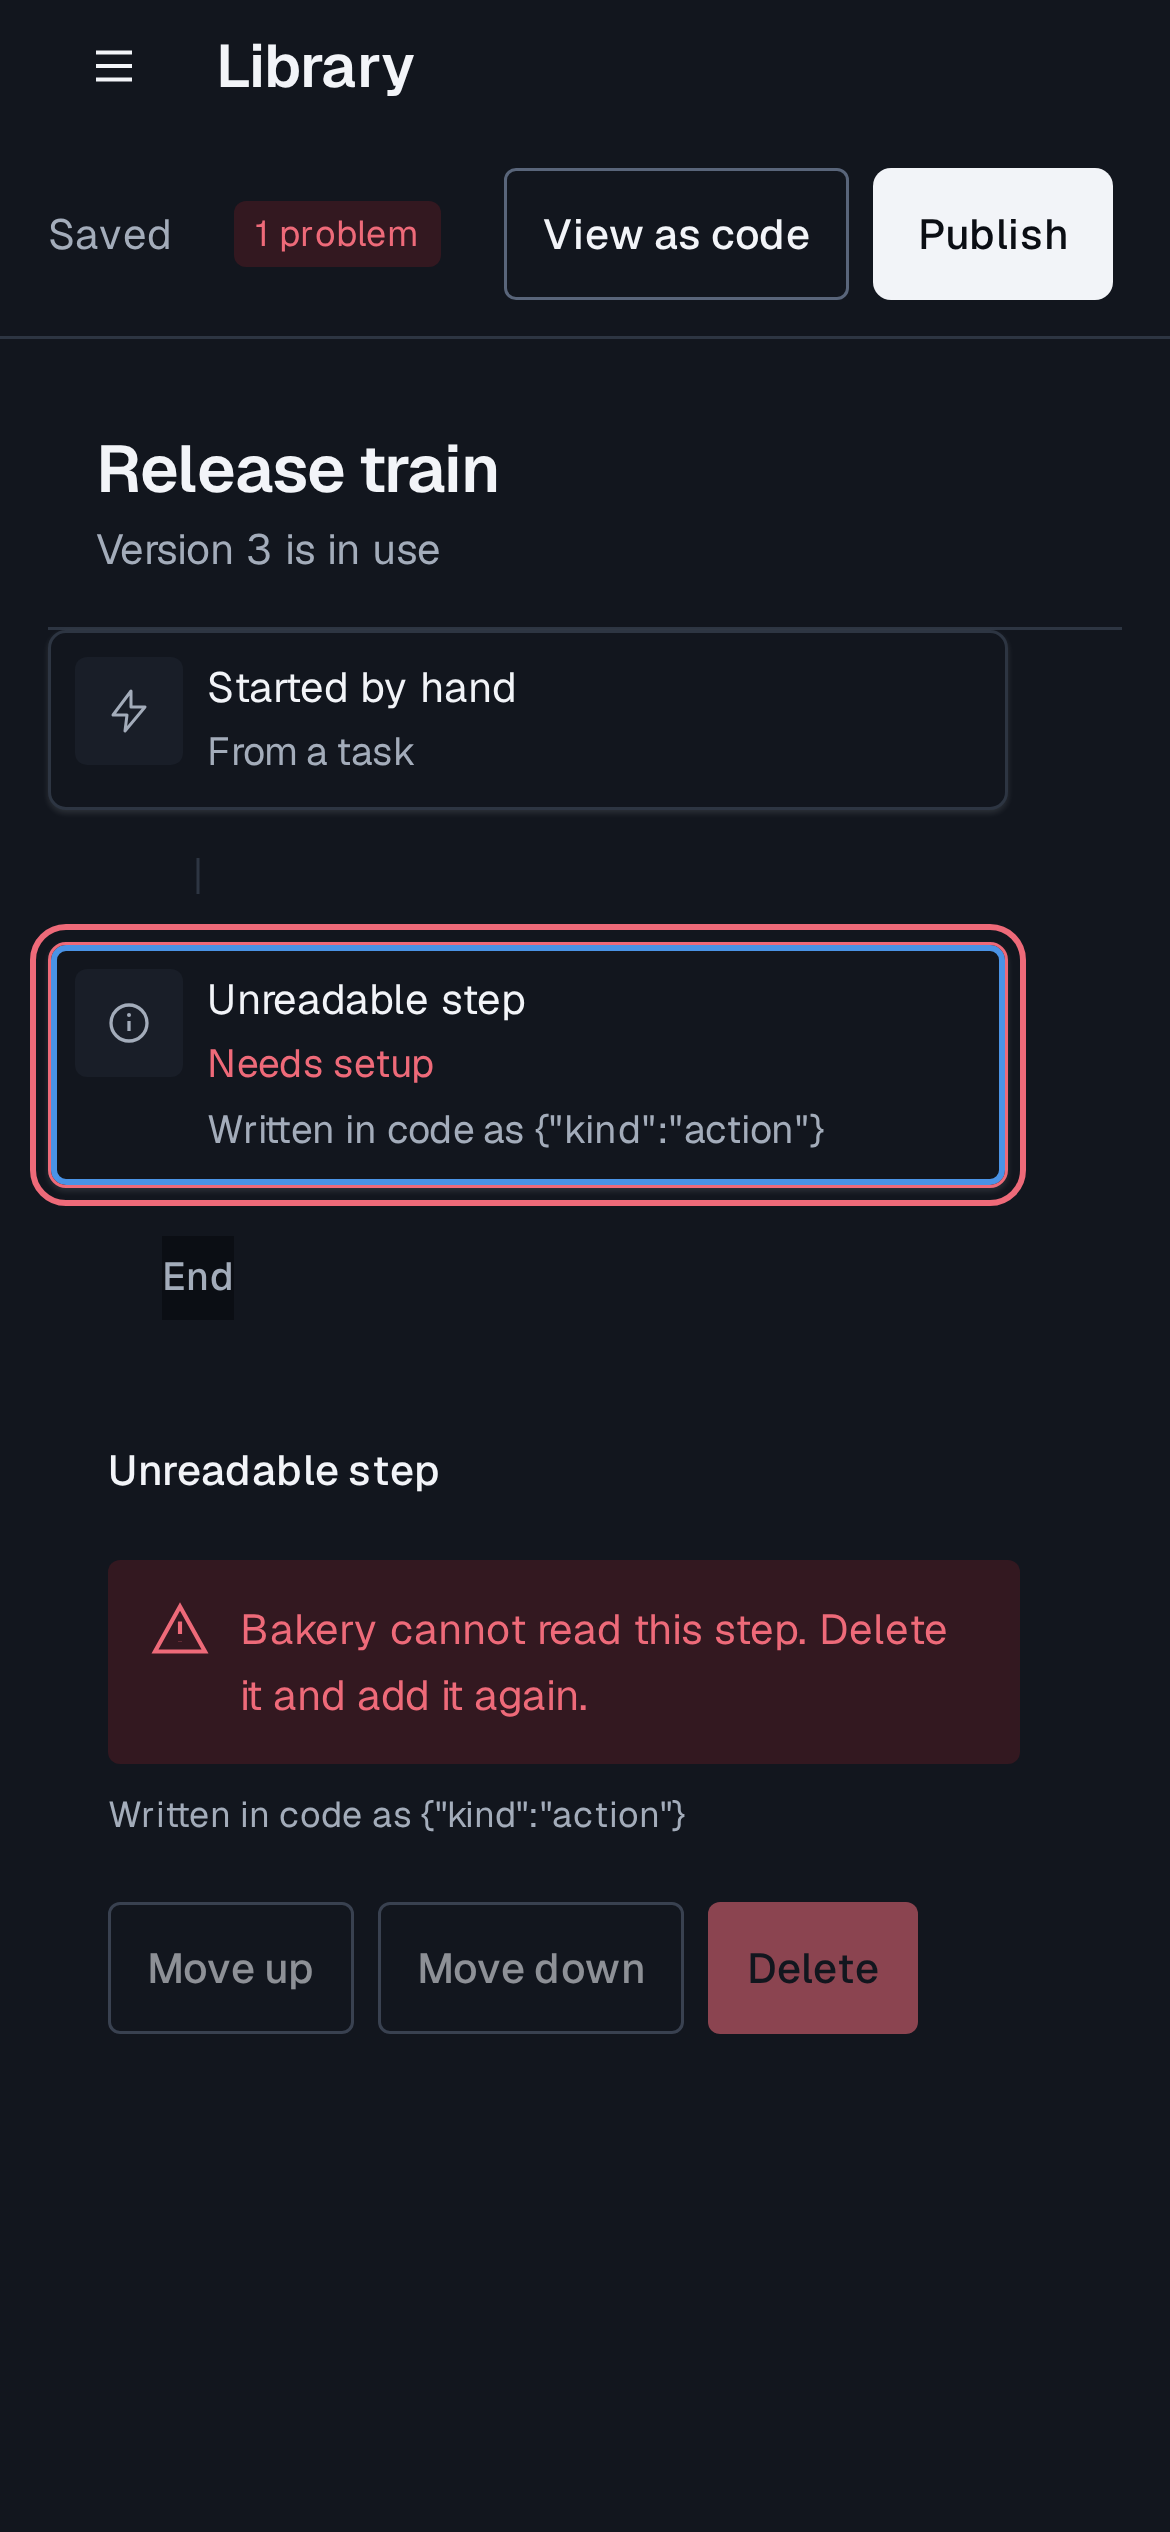 Library
Saved
1 problem
View as code
Publish
Release train
Version 3 is in use
Started by hand
From a task
Unreadable step
Needs setup
Written in code as {"kind":"action"}
End
Unreadable step
Bakery cannot read this step. Delete
it and add it again.
Written in code as {"kind":"action"}
Move up
Move down
Delete